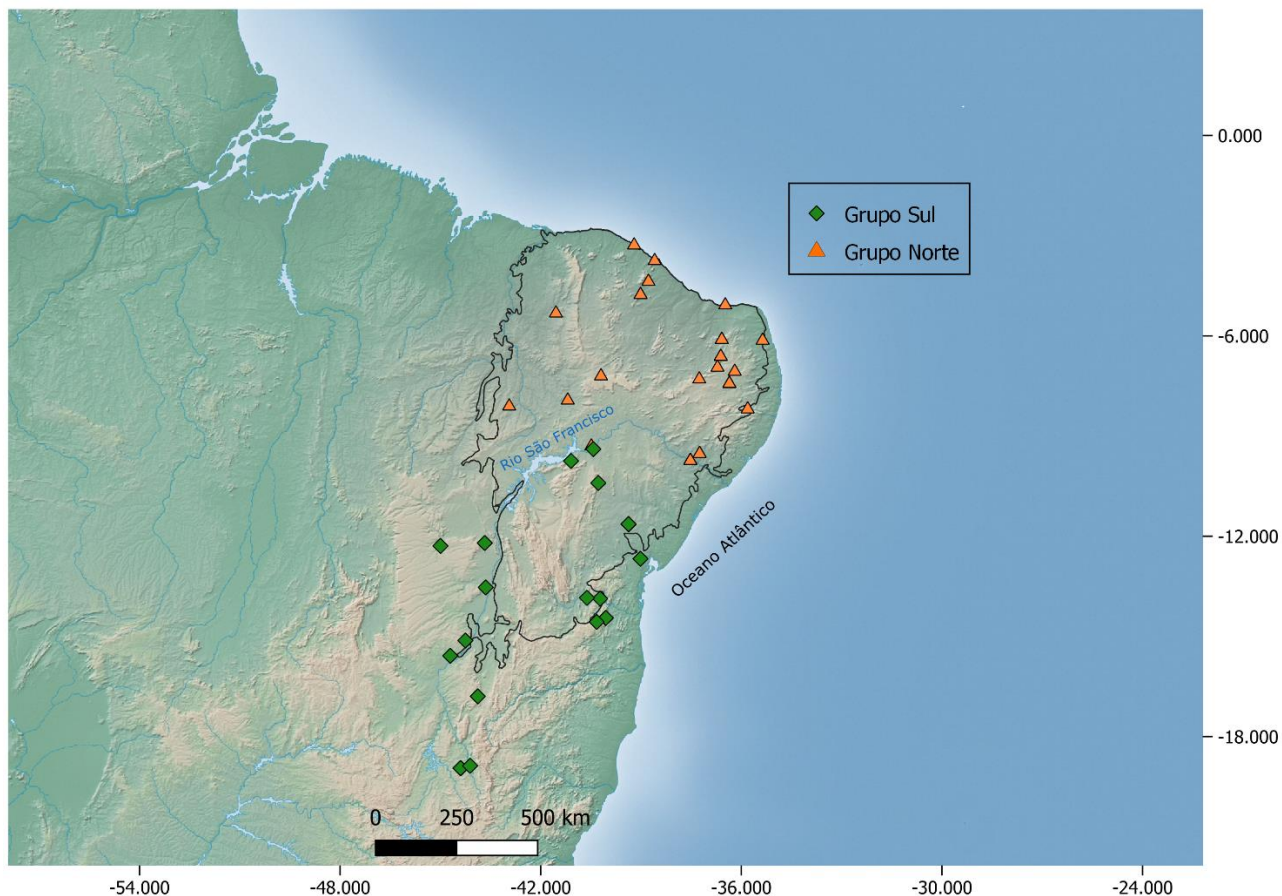 0.000
Grupo Sul
Grupo Norte
-6.000
Rio São Francisco
-12.000
Oceano Atlântico
-18.000
0 250 500 km
-54.000 -48.000 -42.000 -36.000 -30.000 -24.000